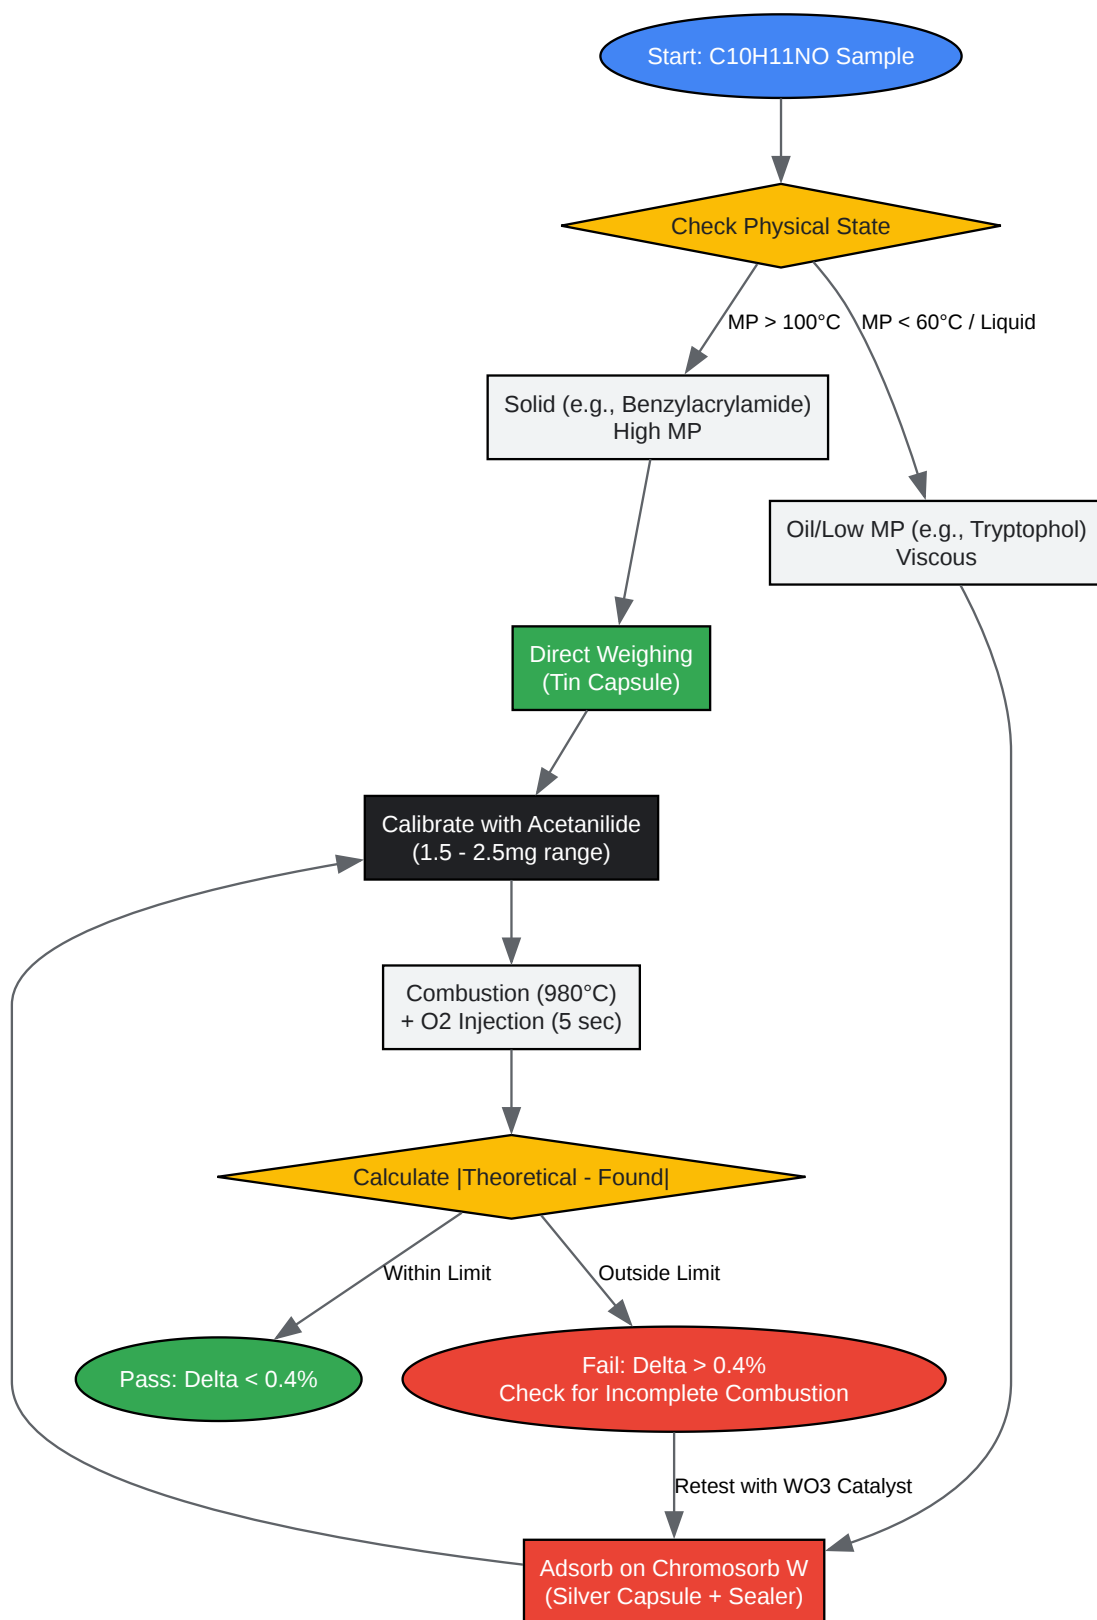 Start: C10H11NO Sample
Check Physical State
MP > 100°C
MP < 60°C / Liquid
Solid (e.g., Benzylacrylamide)
High MP
Oil/Low MP (e.g., Tryptophol)
Viscous
Direct Weighing
(Tin Capsule)
Calibrate with Acetanilide
(1.5 - 2.5mg range)
Combustion (980°C)
+ O2 Injection (5 sec)
Calculate |Theoretical - Found|
Within Limit
Outside Limit
Pass: Delta < 0.4%
Fail: Delta > 0.4%
Check for Incomplete Combustion
Retest with WO3 Catalyst
Adsorb on Chromosorb W
(Silver Capsule + Sealer)